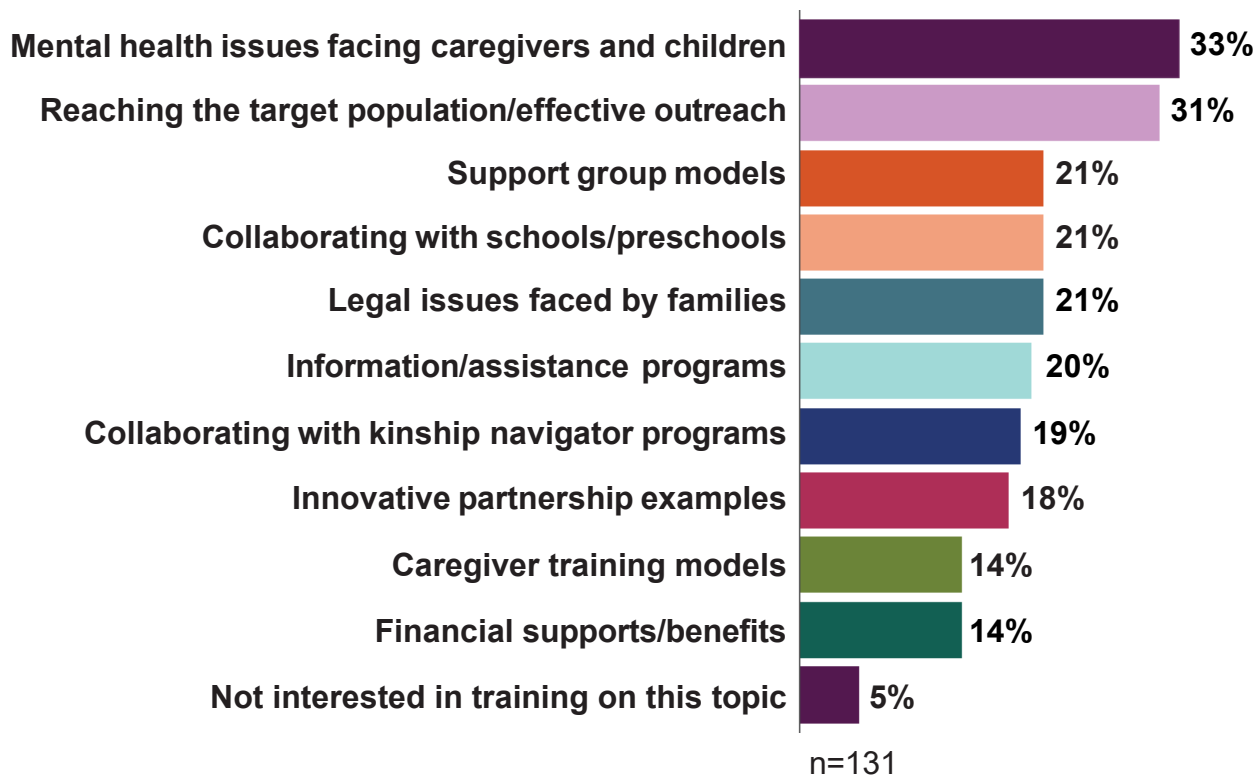 Mental health issues facing caregivers and children 33%
Reaching the target population/effective outreach 31%
Support group models 21%
Collaborating with schools/preschools 21%
Legal issues faced by families 21%
Information/assistance programs 20%
Collaborating with kinship navigator programs 19%
Innovative partnership examples 18%
Caregiver training models 14%
Financial supports/benefits 14%
Not interested in training on this topic 5%
n=131